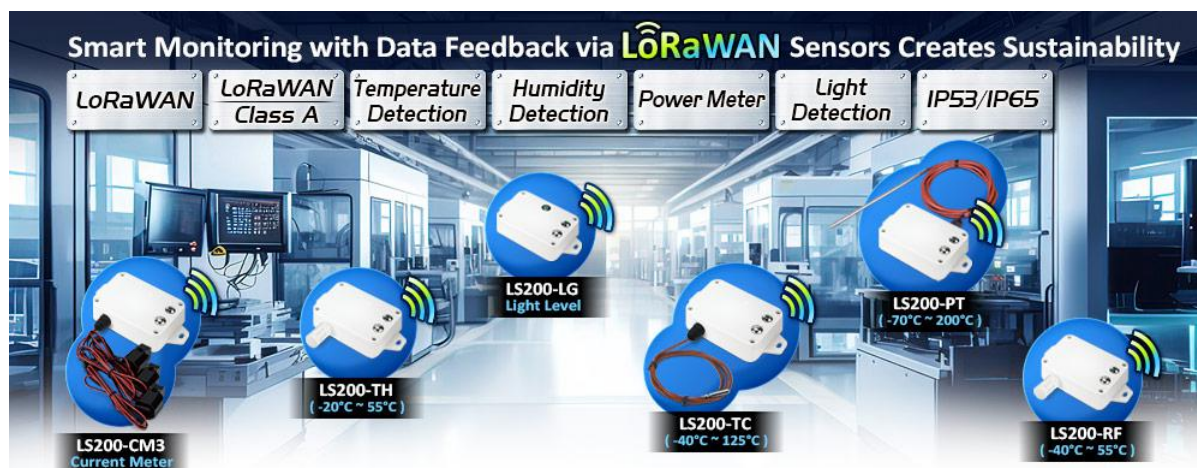 Smart Monitoring with Data Feedback via LoRaWAN Sensors Creates Sustainability
LoRaWAN
LoRaWAN
Class A
Temperature
Detection
Humidity
Detection
Power Meter
Light
Detection
IP53/IP65
LS200-LG
Light Level
LS200-PT
( -70°C ~ 200°C )
LS200-TH
( -20°C ~ 55°C )
LS200-TC
( -40°C ~ 125°C )
LS200-RF
( -40°C ~ 55°C )
LS200-CM3
Current Meter